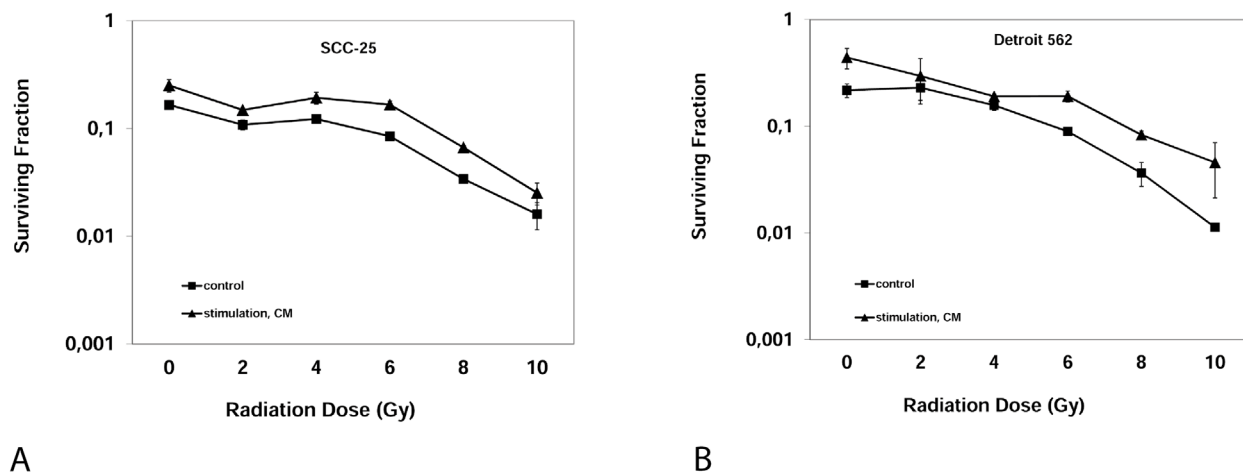 SCC-25
Surviving Fraction
1
0,1
0,01
0,001
control
stimulation, CM
0 2 4 6 8 10
Radiation Dose (Gy)
A
Detroit 562
Surviving Fraction
1
0,1
0,01
0,001
control
stimulation, CM
0 2 4 6 8 10
Radiation Dose (Gy)
B